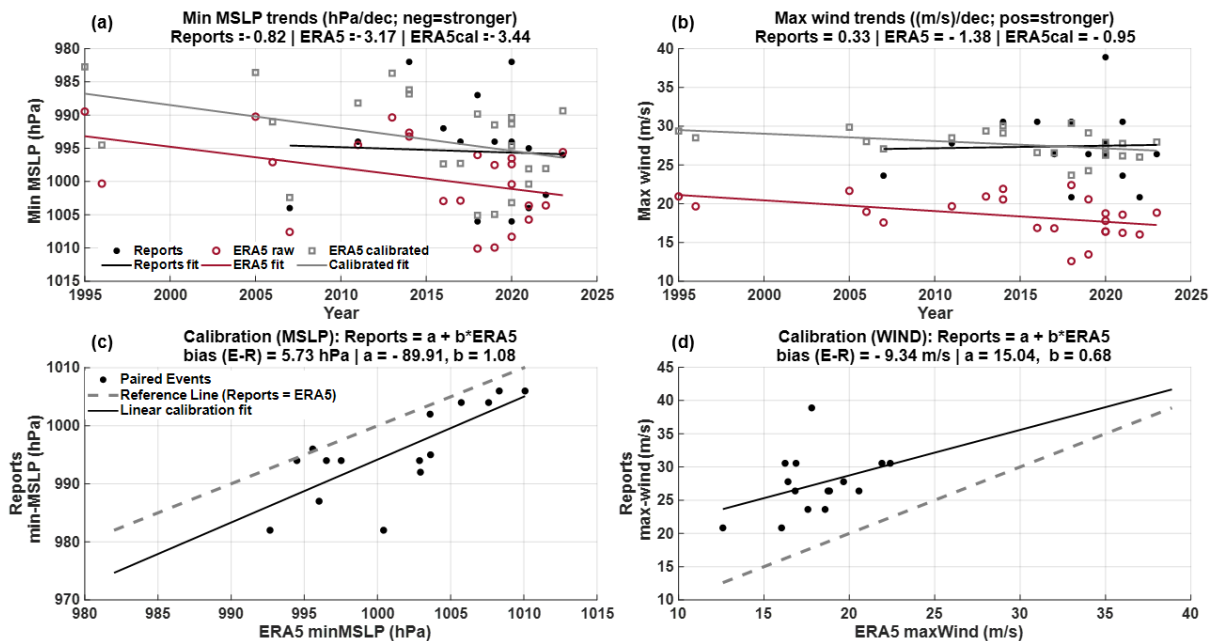 (a)
Min MSLP trends (hPa/dec; neg=stronger)
Reports =- 0.82 | ERA5 =- 3.17 | ERA5cal =- 3.44
Min MSLP (hPa)
980
985
990
995
1000
1005
1010
1015
Reports
ERA5 raw
ERA5 calibrated
Reports fit
ERA5 fit
Calibrated fit
1995
2000
2005
2010
2015
2020
2025
Year
(b)
Max wind trends ((m/s)/dec; pos=stronger)
Reports = 0.33 | ERA5 = - 1.38 | ERA5cal = - 0.95
Max wind (m/s)
40
35
30
25
20
15
10
1995
2000
2005
2010
2015
2020
2025
Year
(c)
Calibration (MSLP): Reports = a + b*ERA5
bias (E-R) = 5.73 hPa | a = - 89.91, b = 1.08
Reports
min-MSLP (hPa)
1010
1000
990
980
970
Paired Events
Reference Line (Reports = ERA5)
Linear calibration fit
980
985
990
995
1000
1005
1010
1015
ERA5 minMSLP (hPa)
(d)
Calibration (WIND): Reports = a + b*ERA5
bias (E-R) = - 9.34 m/s | a = 15.04, b = 0.68
Reports
max-wind (m/s)
45
40
35
30
25
20
15
10
10
15
20
25
30
35
40
ERA5 maxWind (m/s)